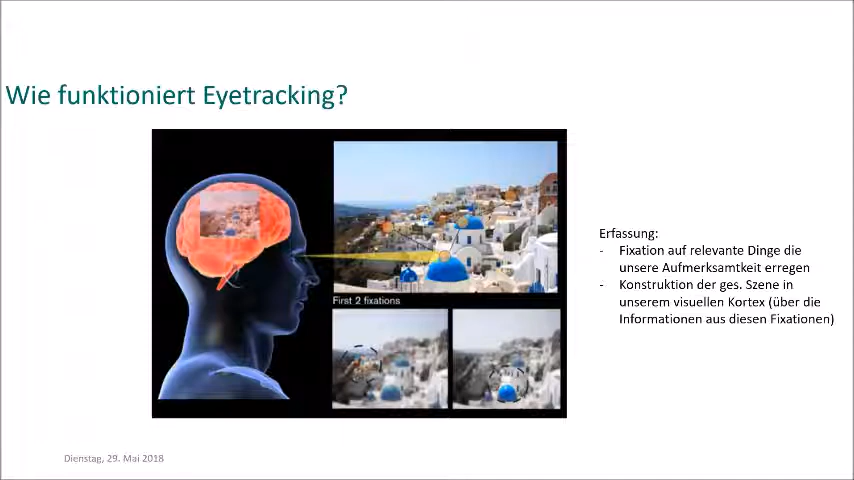 Wie funktioniert Eyetracking?
First 2 fixations
Erfassung:
- Fixation auf relevante Dinge die
unsere Aufmerksamtkeit erregen
- Konstruktion der ges. Szene in
unserem visuellen Kortex (über die
Informationen aus diesen Fixationen)
Dienstag, 29. Mai 2018